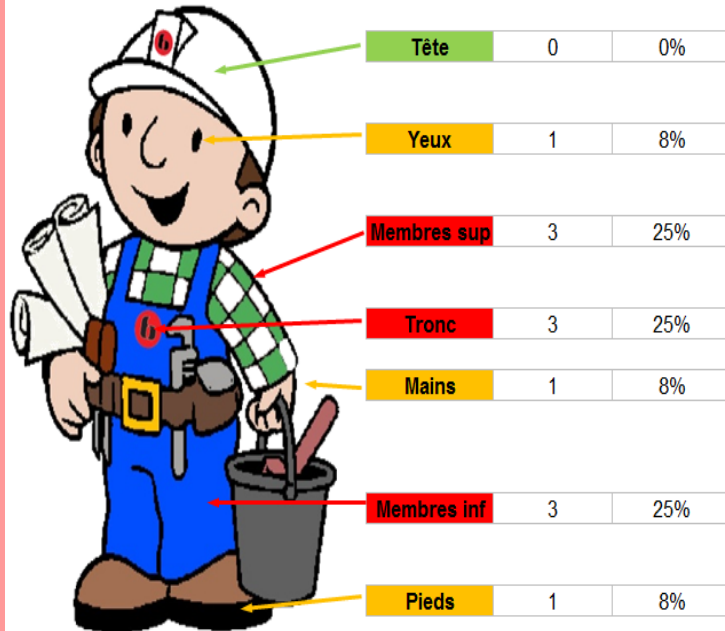 Tête 0 0%
Yeux 1 8%
Membres sup 3 25%
Tronc 3 25%
Mains 1 8%
Membres inf 3 25%
Pieds 1 8%